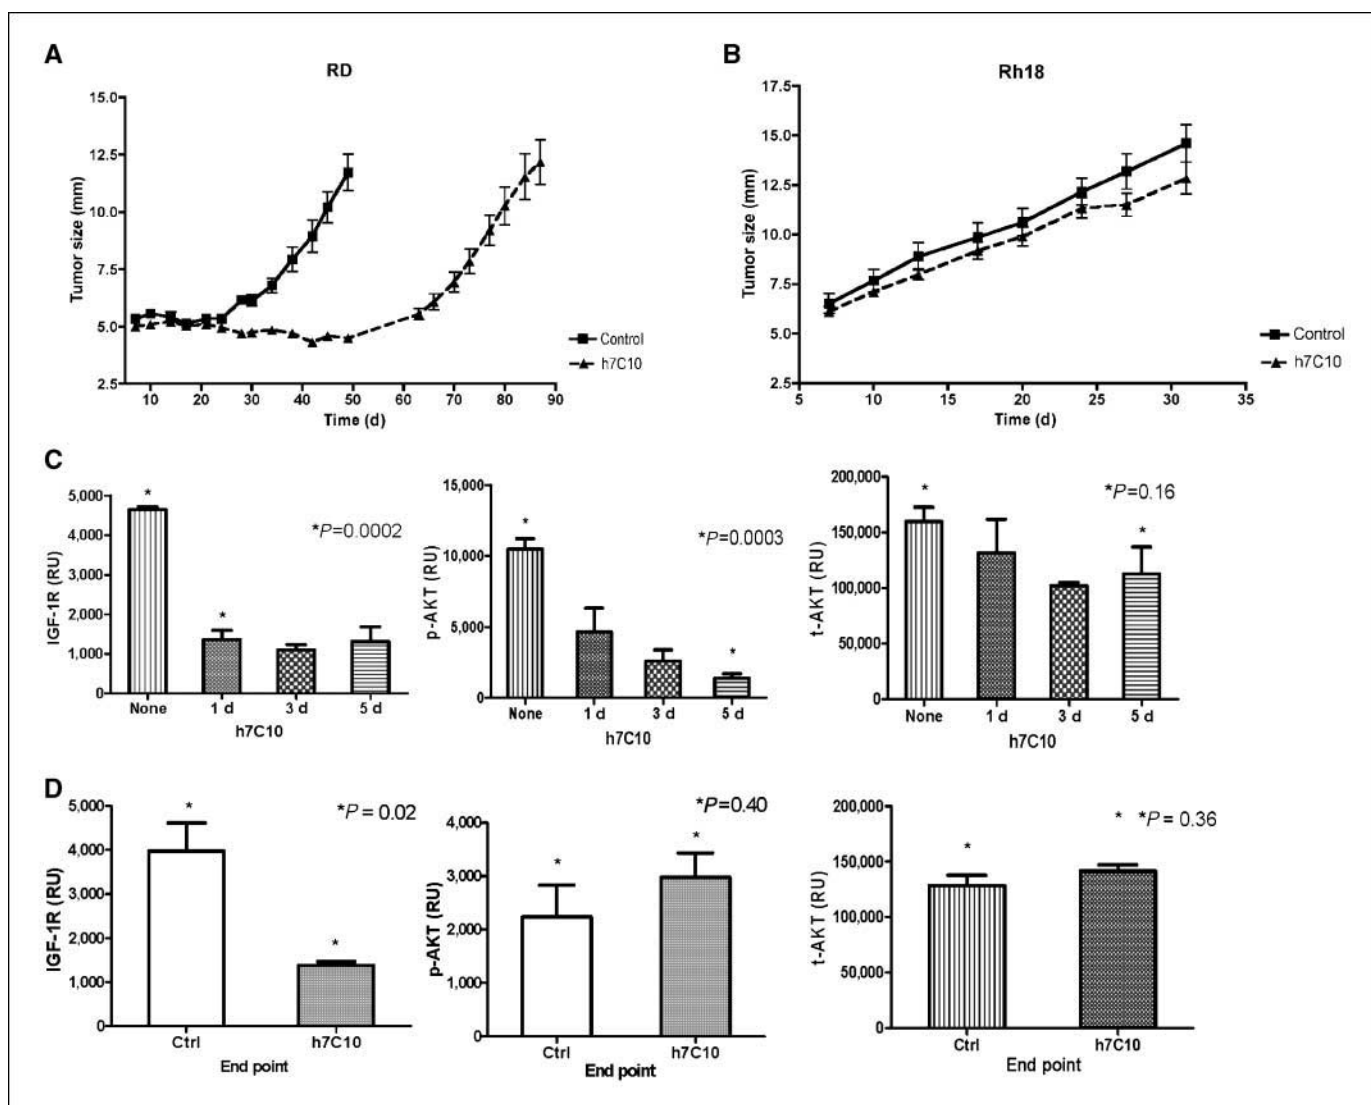 A
RD
Tumor size (mm)
15.0
12.5
10.0
7.5
5.0
2.5
10 20 30 40 50 60 70 80 90
Time (d)
Control
h7C10
B
Rh18
Tumor size (mm)
17.5
15.0
12.5
10.0
7.5
5.0
2.5
5 10 15 20 25 30 35
Time (d)
Control
h7C10
C
IGF-1R (RU)
5,000
4,000
3,000
2,000
1,000
0
*
*
*P=0.0002
None 1 d 3 d 5 d
h7C10
p-AKT (RU)
15,000
10,000
5,000
0
*
*
*P=0.0003
None 1 d 3 d 5 d
h7C10
t-AKT (RU)
200,000
150,000
100,000
50,000
0
*
*
*P=0.16
None 1 d 3 d 5 d
h7C10
D
IGF-1R (RU)
5,000
4,000
3,000
2,000
1,000
0
*
*
*P = 0.02
Ctrl h7C10
End point
p-AKT (RU)
4,000
3,000
2,000
1,000
0
*
*
*P=0.40
Ctrl h7C10
End point
t-AKT (RU)
200,000
150,000
100,000
50,000
0
*
* *P = 0.36
Ctrl h7C10
End point